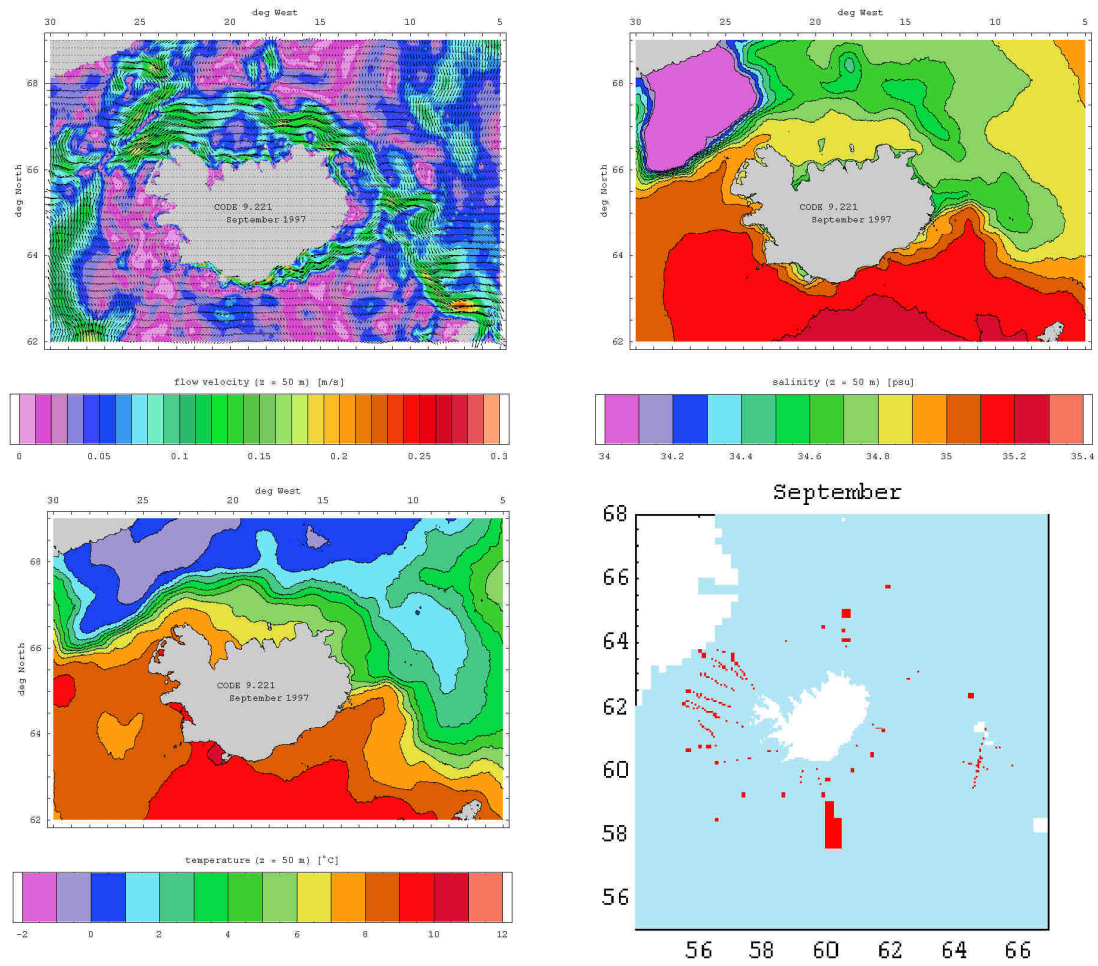 deg West
30 25 20 15 10 5
68
66
64
62
deg North
CODE 9.221
September 1997
flow velocity (z = 50 m) [m/s]
0 0.05 0.1 0.15 0.2 0.25 0.3
deg West
30 25 20 15 10 5
68
66
64
62
deg North
CODE 9.221
September 1997
salinity (z = 50 m) [psu]
34 34.2 34.4 34.6 34.8 35 35.2 35.4
deg West
30 25 20 15 10 5
68
66
64
62
deg North
CODE 9.221
September 1997
temperature (z = 50 m) [°C]
-2 0 2 4 6 8 10 12
September
68
66
64
62
60
58
56
56 58 60 62 64 66